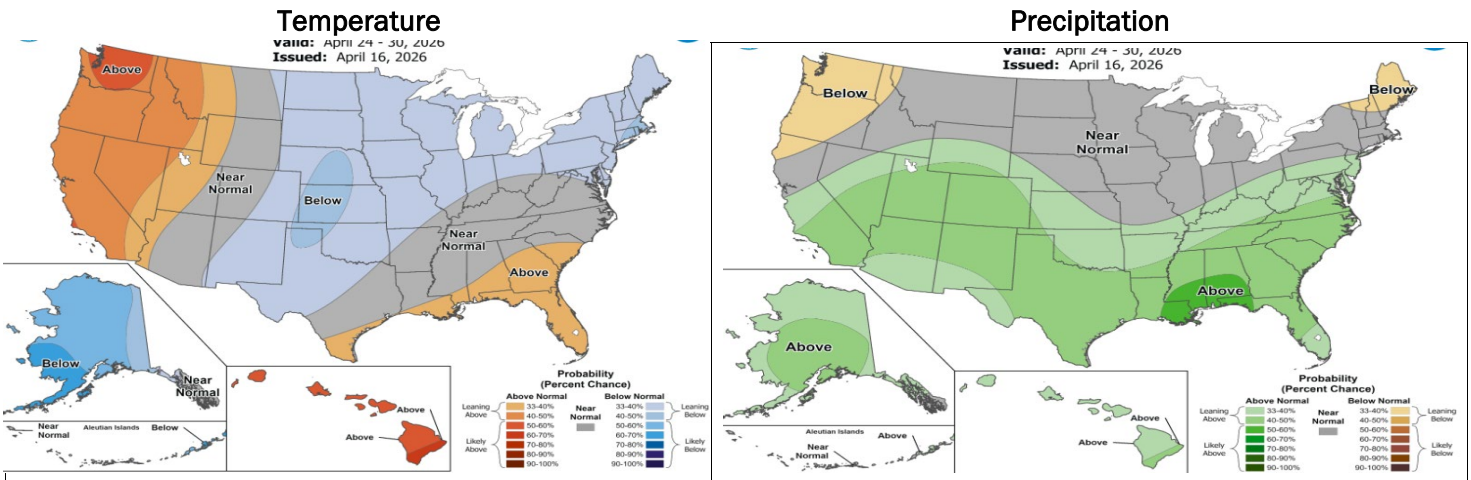 Temperature
Valid: April 24 - 30, 2026
Issued: April 16, 2026
Above
Near
Normal
Below
Near
Normal
Above
Below
Near
Normal
Near
Normal
Aleutian Islands
Below
Above
Above
Probability
(Percent Chance)
Above Normal
Below Normal
Leaning
Above
Likely
Above
33-40%
40-50%
50-60%
60-70%
70-80%
80-90%
90-100%
Near
Normal
33-40%
40-50%
50-60%
60-70%
70-80%
80-90%
90-100%
Leaning
Below
Likely
Below
Precipitation
Valid: April 24 - 30, 2026
Issued: April 16, 2026
Below
Below
Near
Normal
Above
Above
Near
Normal
Aleutian Islands
Above
Above
Above
Probability
(Percent Chance)
Above Normal
Below Normal
Leaning
Above
Likely
Above
33-40%
40-50%
50-60%
60-70%
70-80%
80-90%
90-100%
Near
Normal
33-40%
40-50%
50-60%
60-70%
70-80%
80-90%
90-100%
Leaning
Below
Likely
Below